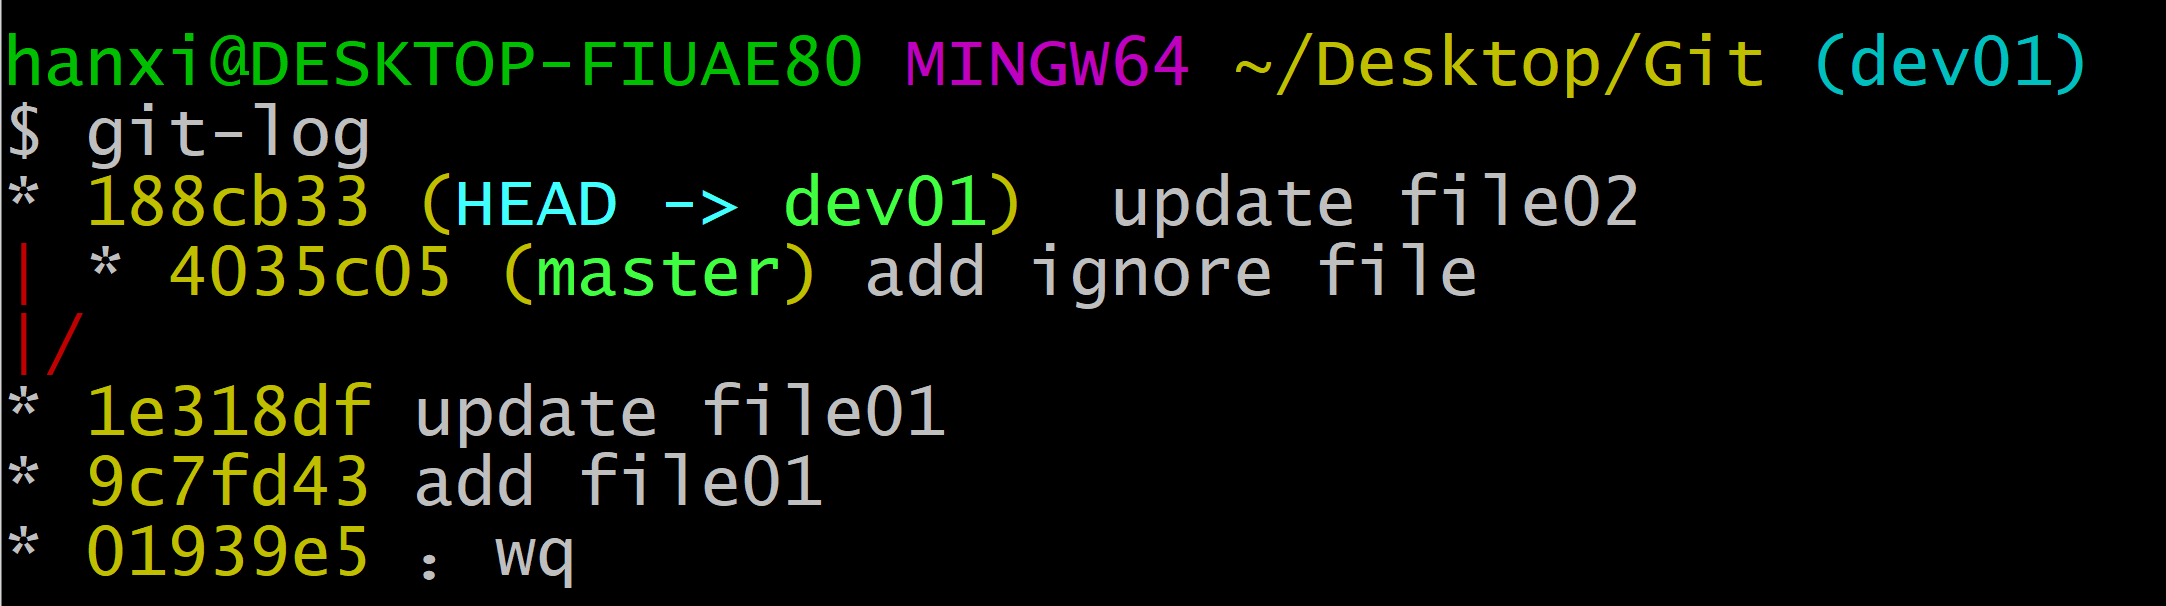 hanxi@DESKTOP-FIUAE80 MINGW64 ~/Desktop/Git (dev01)
$ git-log
* 188cb33 (HEAD -> dev01)  update file02
| * 4035c05 (master) add ignore file
|/
* 1e318df update file01
* 9c7fd43 add file01
* 01939e5 ：wq